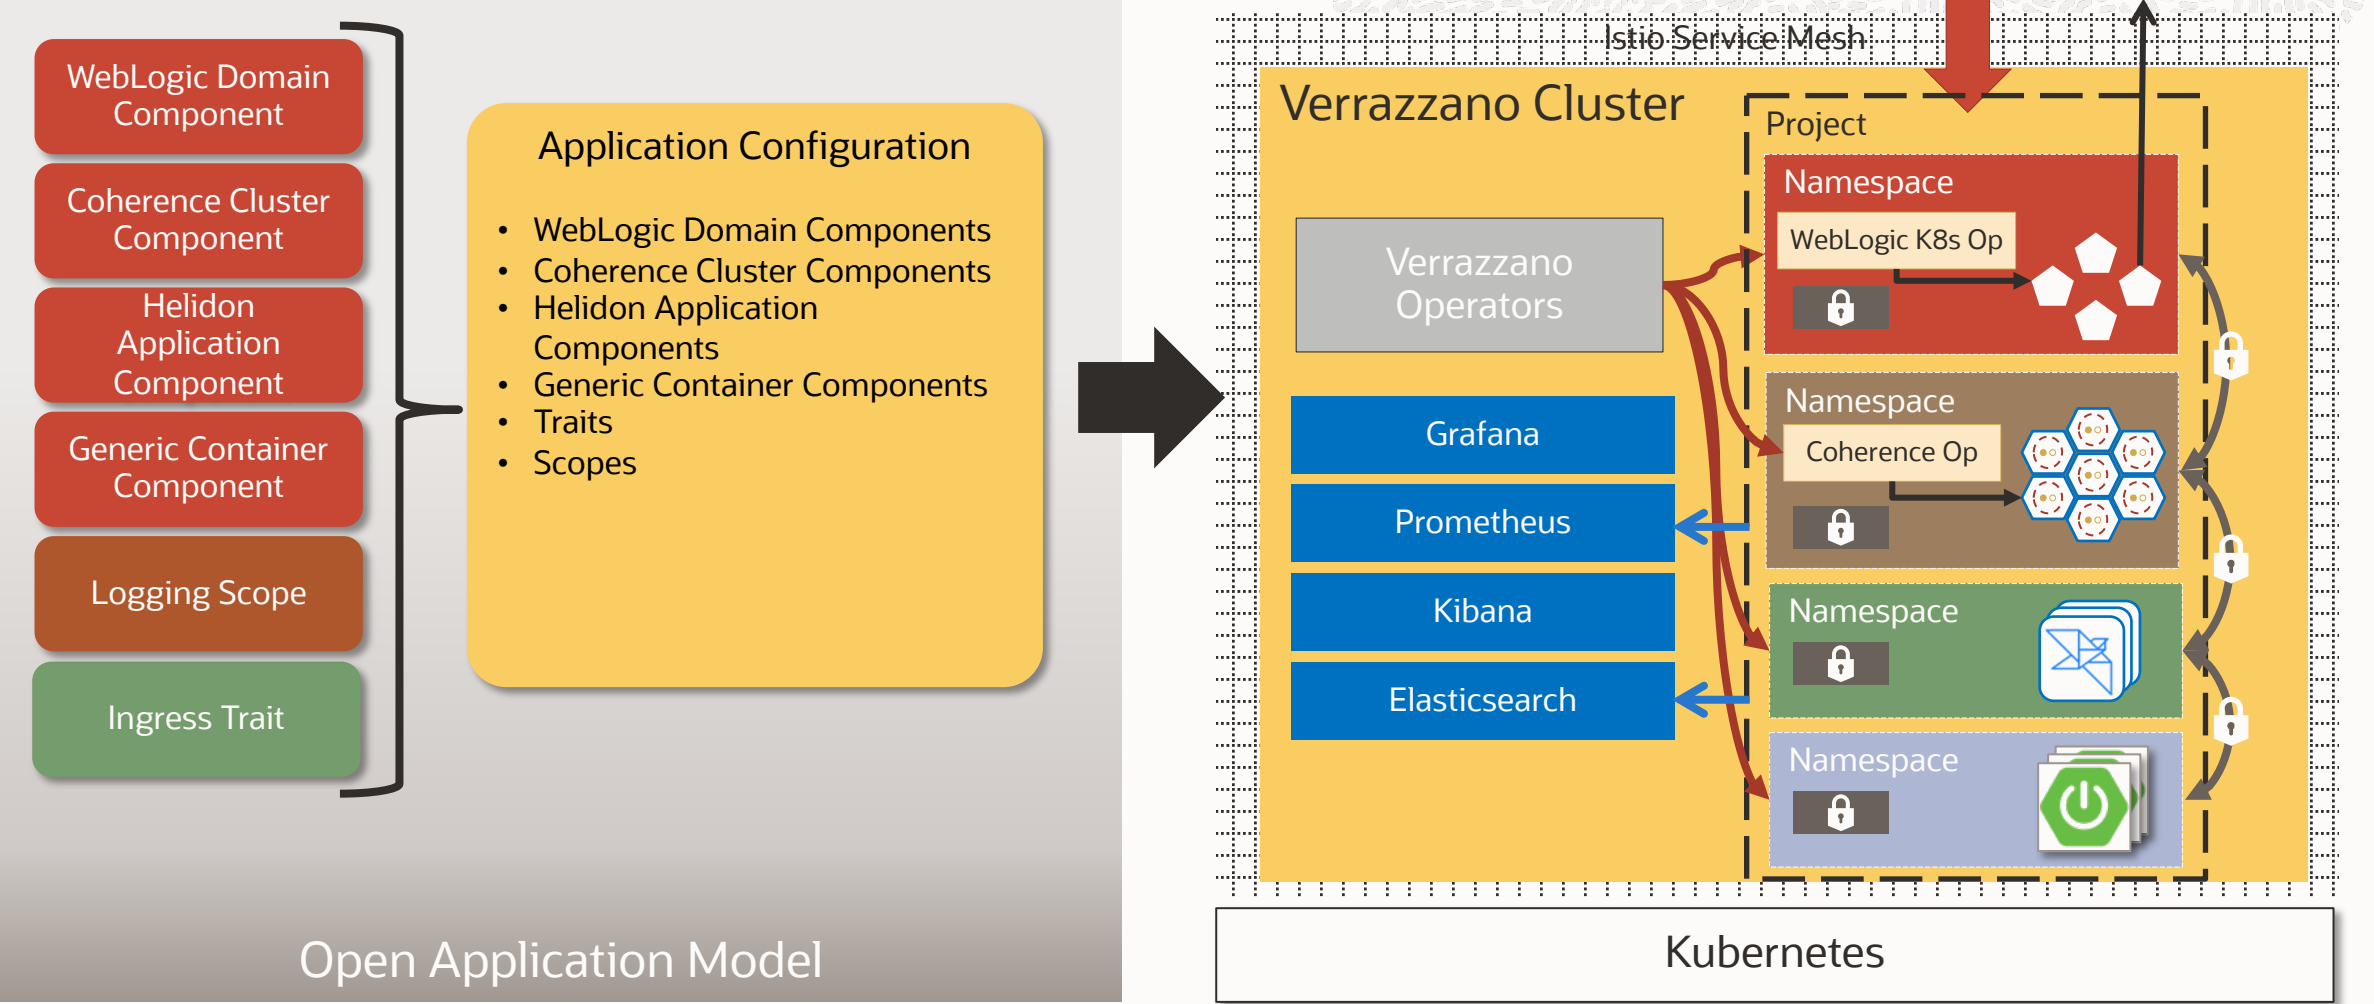 WebLogic Domain
Component
Coherence Cluster
Component
Helidon
Application
Component
Generic Container
Component
Logging Scope
Ingress Trait
Application Configuration
• WebLogic Domain Components
• Coherence Cluster Components
• Helidon Application
Components
• Generic Container Components
• Traits
• Scopes
Open Application Model
Istio Service Mesh
Verrazzano Cluster
Verrazzano
Operators
Grafana
Prometheus
Kibana
Elasticsearch
Project
Namespace
WebLogic K8s Op
Namespace
Coherence Op
Namespace
Namespace
Kubernetes